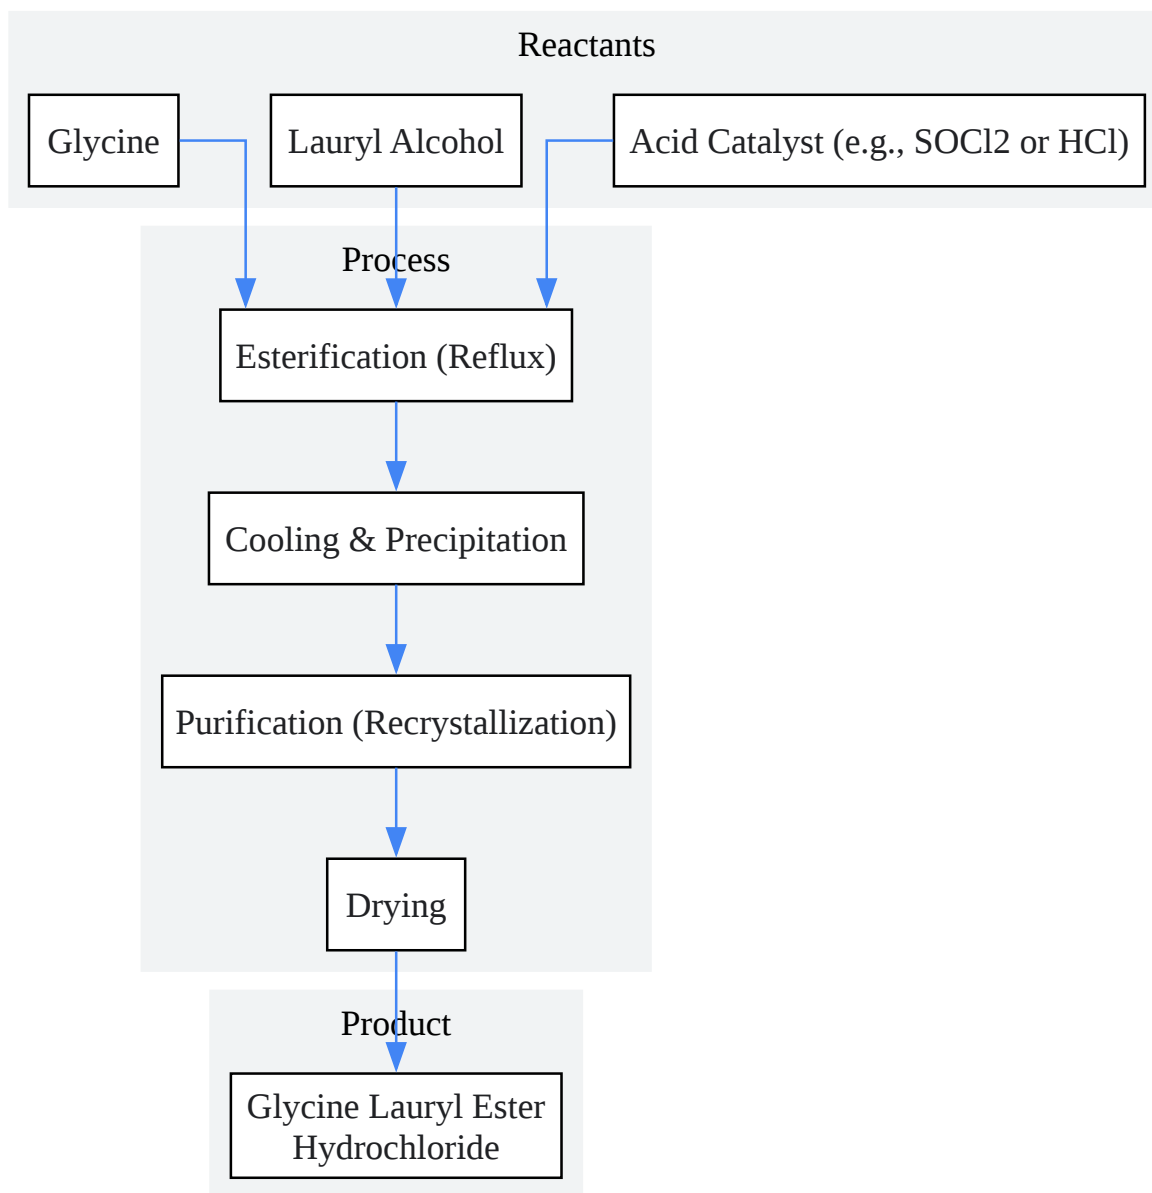 Reactants
Glycine
Lauryl Alcohol
Acid Catalyst (e.g., SOCl2 or HCl)
Process
Esterification (Reflux)
Cooling & Precipitation
Purification (Recrystallization)
Drying
Product
Glycine Lauryl Ester
Hydrochloride